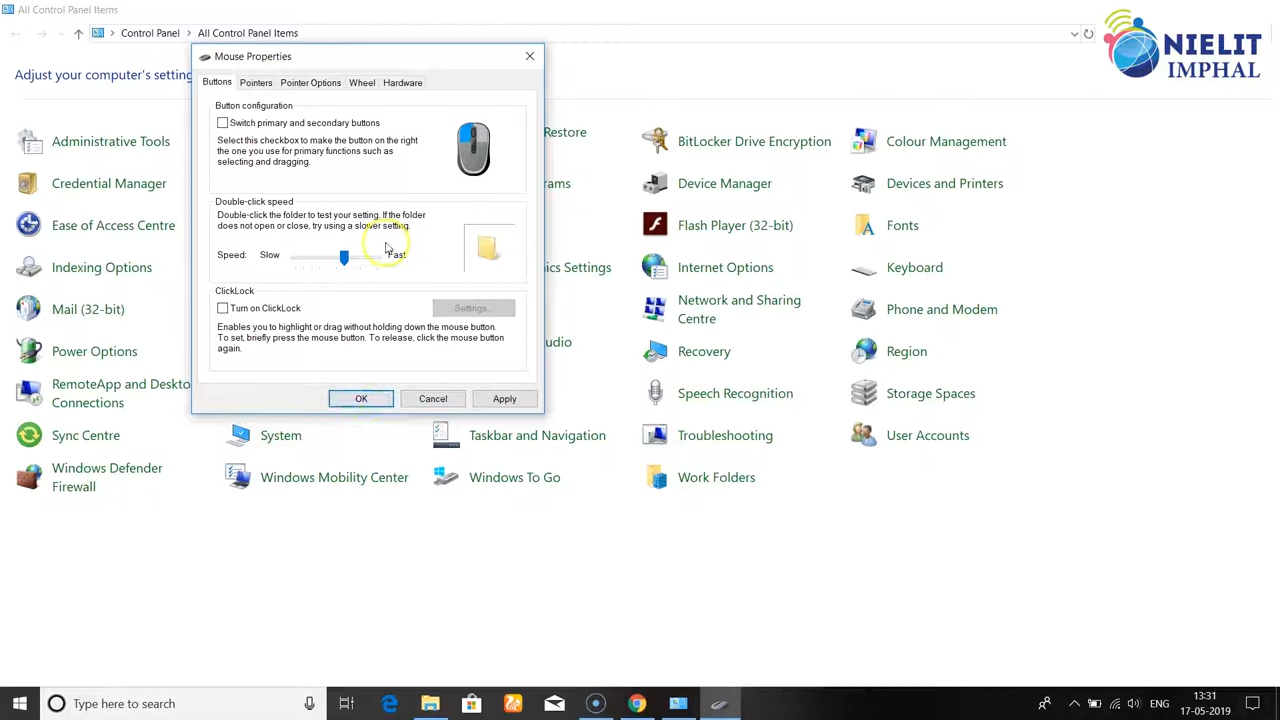 All Control Panel Items
Control Panel
All Control Panel Items
NIELIT
IMPHAL
Adjust your computer's setting
Mouse Properties
Buttons
Pointers
Pointer Options
Wheel
Hardware
Button configuration
Switch primary and secondary buttons
Select this checkbox to make the button on the right
the one you use for primary functions such as
selecting and dragging.
Double-click speed
Double-click the folder to test your setting. If the folder
does not open or close, try using a slower setting.
Speed:
Slow
Fast
ClickLock
Turn on ClickLock
Settings...
Enables you to highlight or drag without holding down the mouse button.
To set, briefly press the mouse button. To release, click the mouse button
again.
OK
Cancel
Apply
Administrative Tools
Restore
BitLocker Drive Encryption
Colour Management
Credential Manager
rams
Device Manager
Devices and Printers
Ease of Access Centre
Flash Player (32-bit)
Fonts
Indexing Options
hics Settings
Internet Options
Keyboard
Mail (32-bit)
Network and Sharing
Centre
Phone and Modem
Power Options
udio
Recovery
Region
RemoteApp and Deskto
Connections
Speech Recognition
Storage Spaces
Sync Centre
System
Taskbar and Navigation
Troubleshooting
User Accounts
Windows Defender
Firewall
Windows Mobility Center
Windows To Go
Work Folders
Type here to search
ENG
13:31
17-05-2019